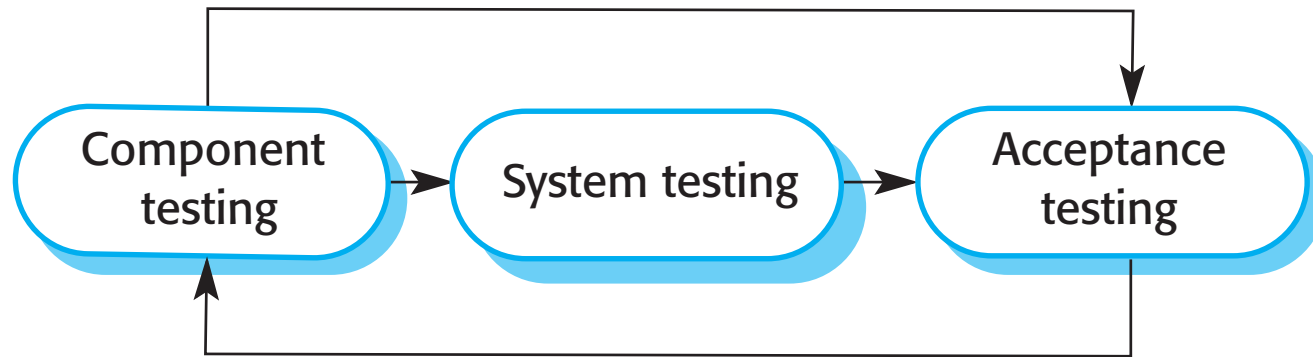 Component
testing
System testing
Acceptance
testing